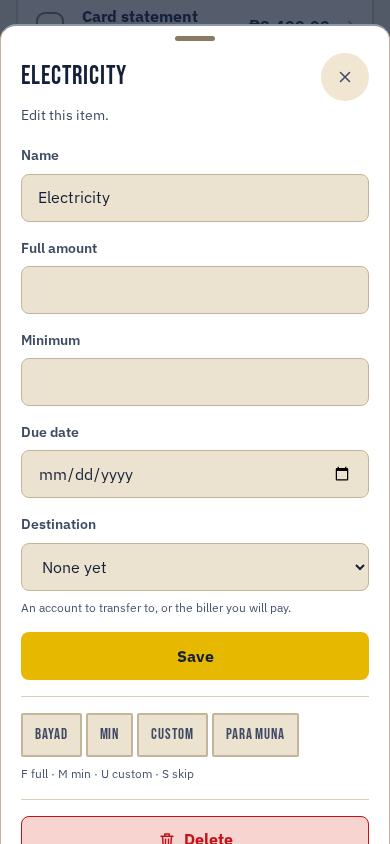 Card statement
ELECTRICITY
Edit this item.
Name
Electricity
Full amount
Minimum
Due date
mm/dd/yyyy
Destination
None yet
An account to transfer to, or the biller you will pay.
Save
BAYAD MIN CUSTOM PARA MUNA
F full · M min · U custom · S skip
Delete